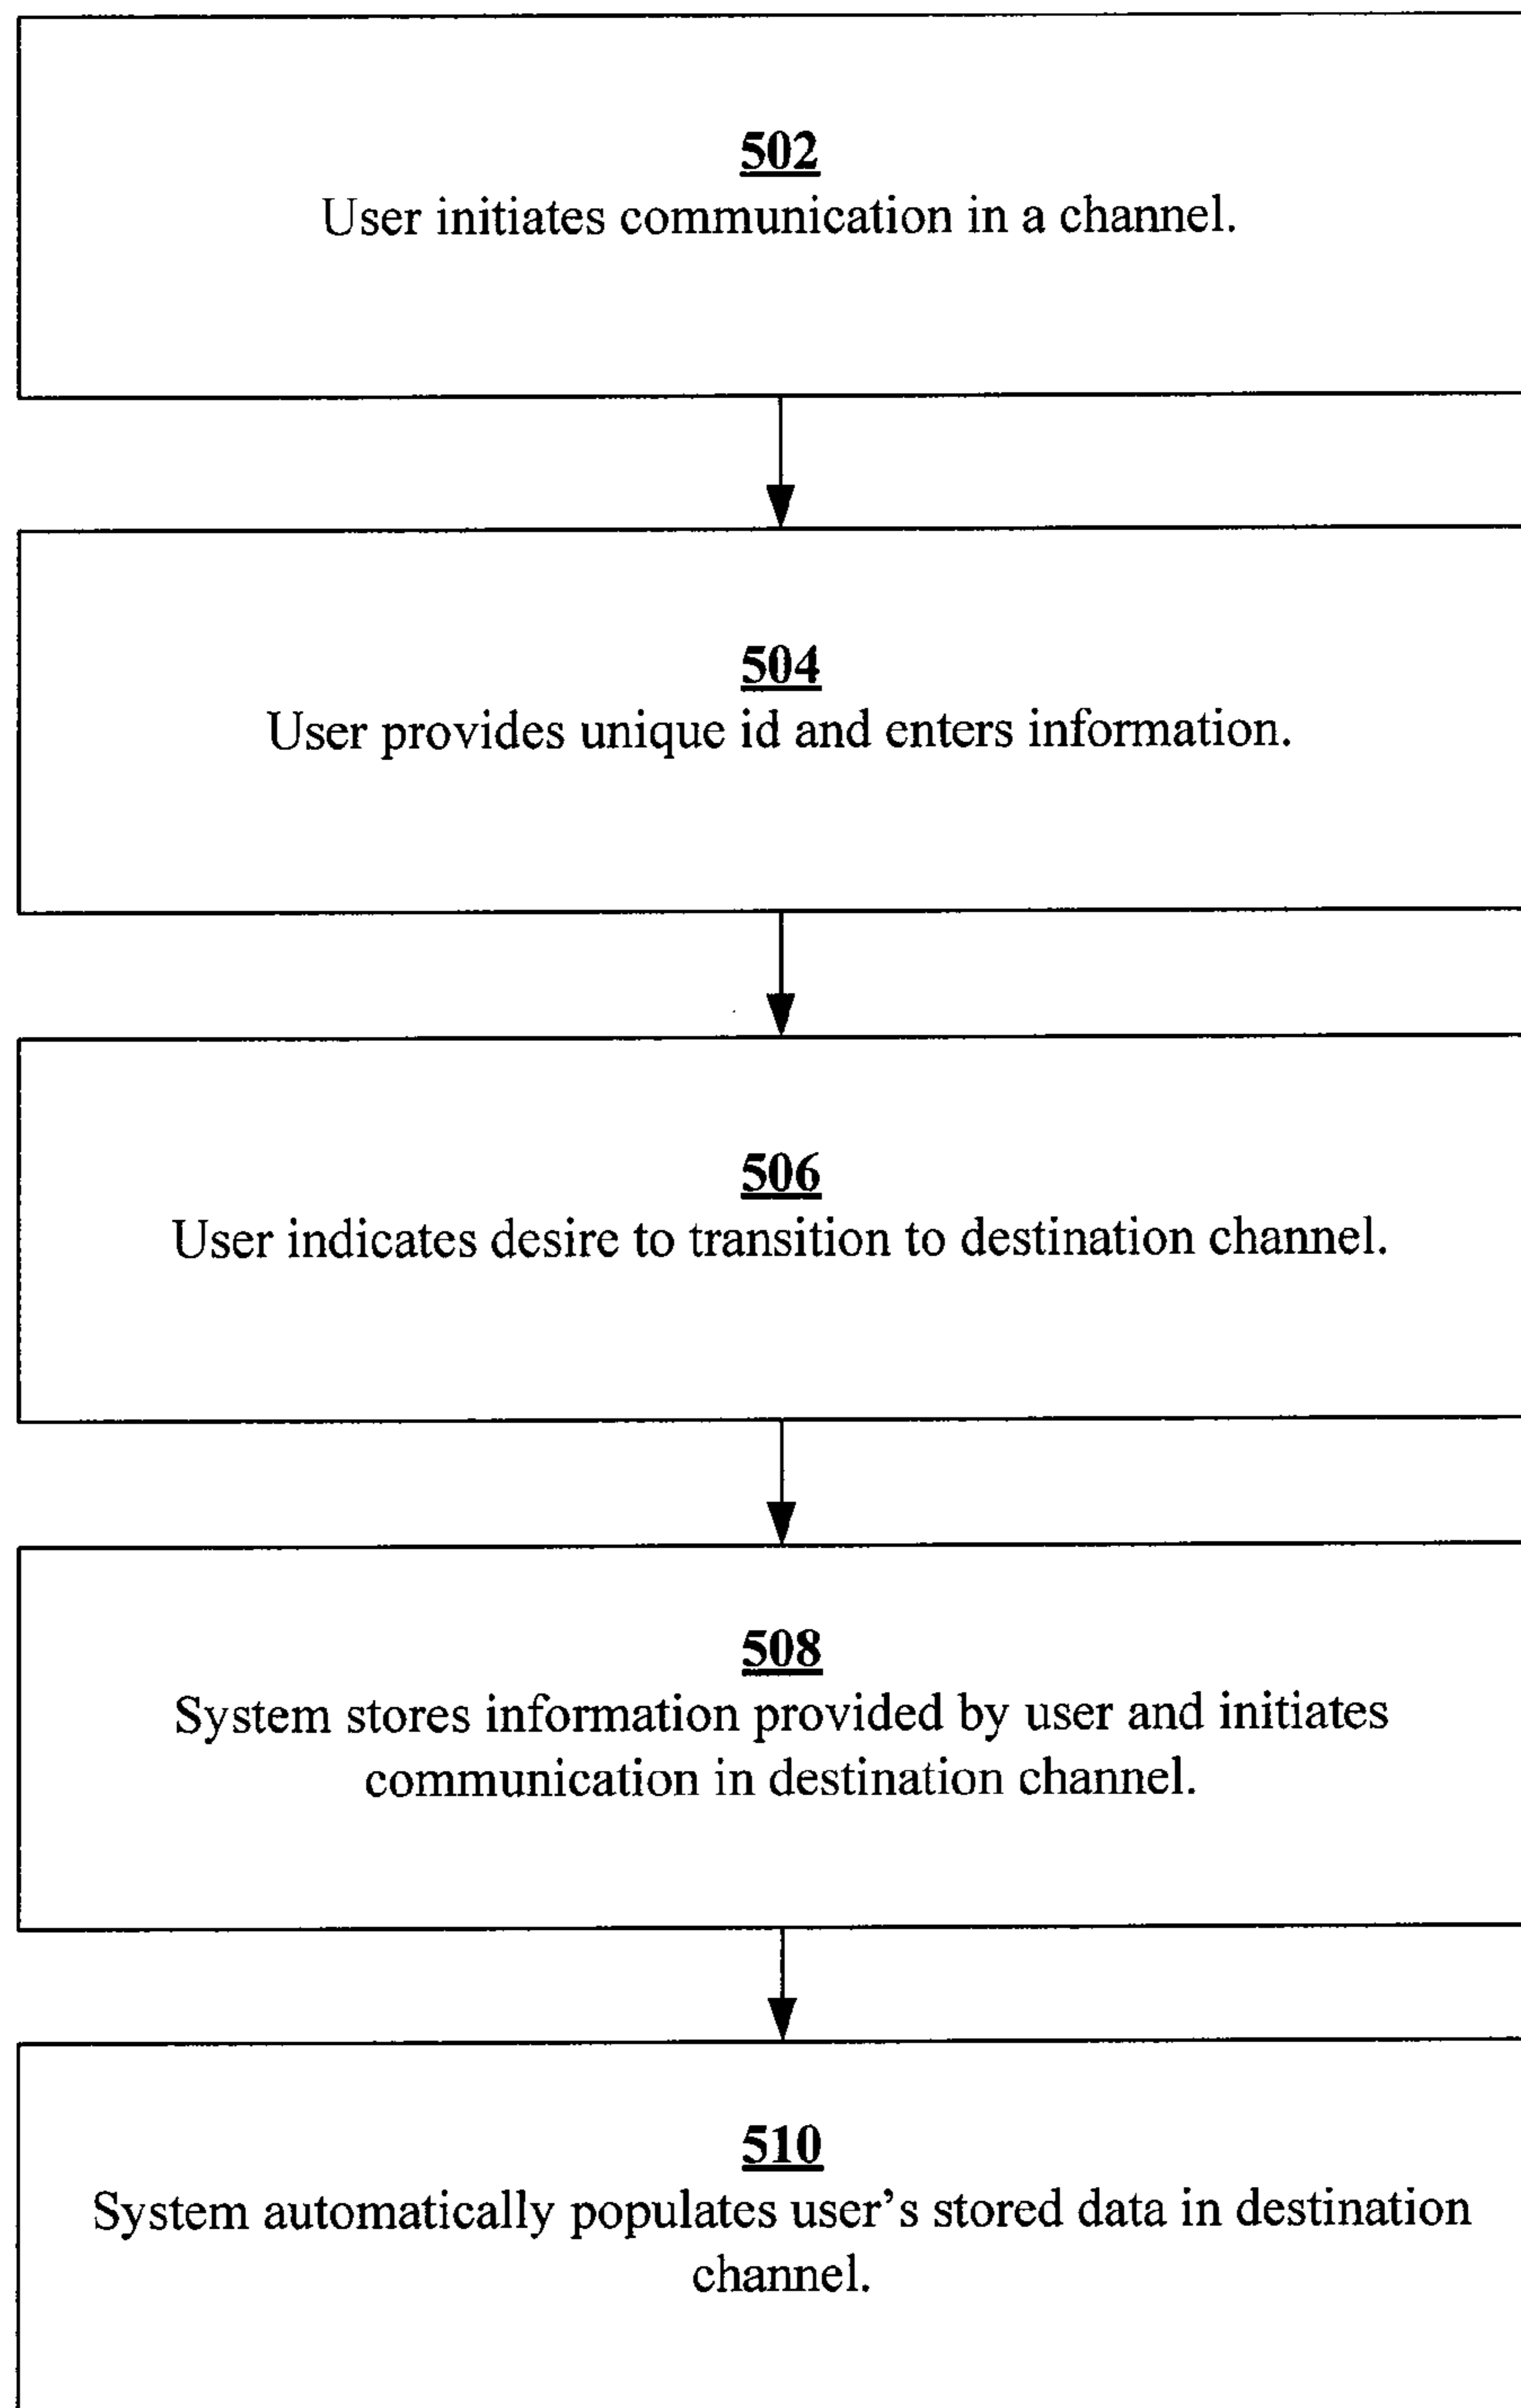 502
User initiates communication in a channel.
504
User provides unique id and enters information.
506
User indicates desire to transition to destination channel.
508
System stores information provided by user and initiates
communication in destination channel.
510
System automatically populates user’s stored data in destination
channel.